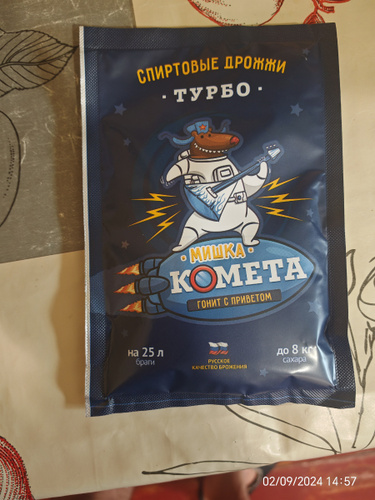 СПИРТОВЫЕ ДРОЖЖИ
· ТУРБО ·
· МИШКА ·
КОМЕТА
ГОНИТ С ПРИВЕТОМ
на 25 л
браги
РУССКОЕ
КАЧЕСТВО БРОЖЕНИЯ
до 8 кг
сахара
02/09/2024 14:57